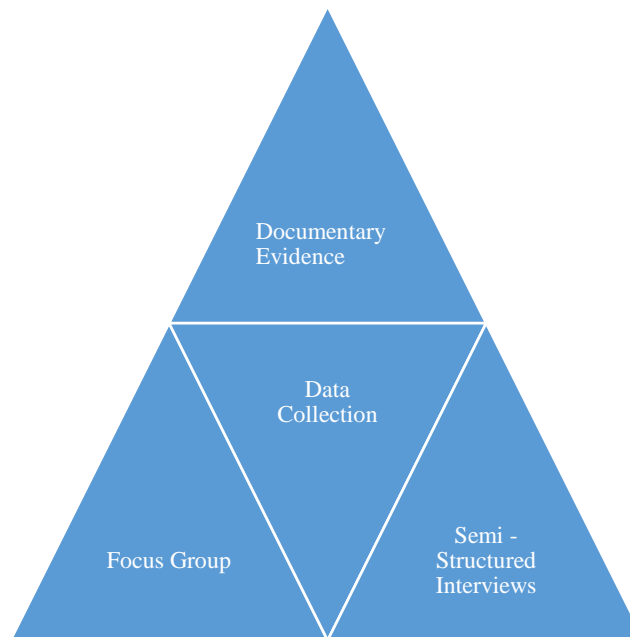 Documentary
Evidence
Data
Collection
Focus Group
Semi -
Structured
Interviews